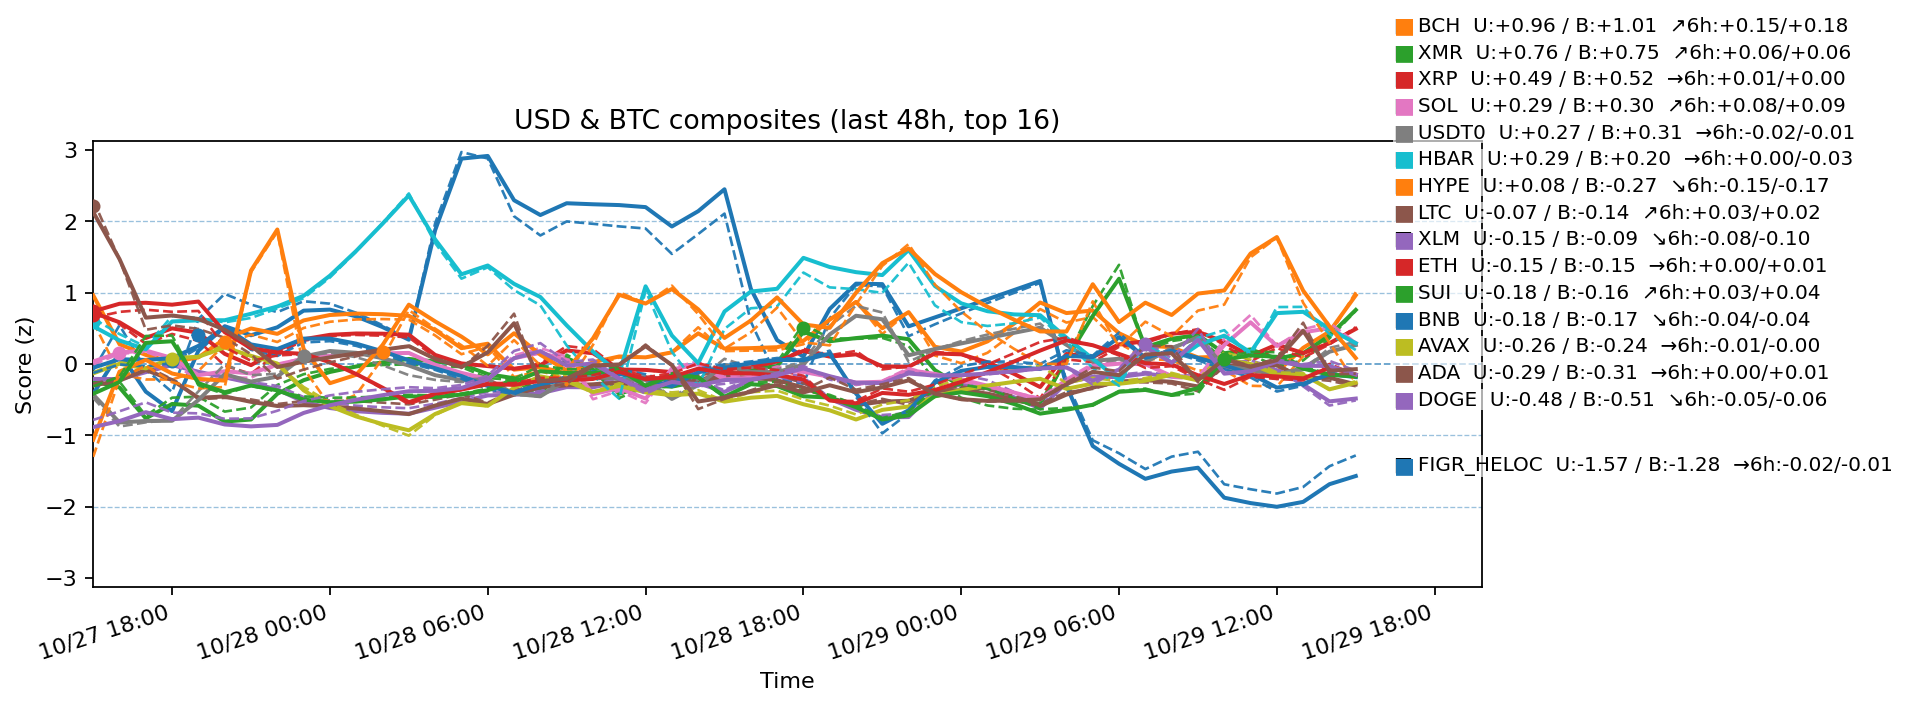 BCH U:+0.96 / B:+1.01 ↗6h:+0.15/+0.18
XMR U:+0.76 / B:+0.75 ↗6h:+0.06/+0.06
XRP U:+0.49 / B:+0.52 →6h:+0.01/+0.00
SOL U:+0.29 / B:+0.30 ↗6h:+0.08/+0.09
USDT0 U:+0.27 / B:+0.31 →6h:-0.02/-0.01
HBAR U:+0.29 / B:+0.20 →6h:+0.00/-0.03
HYPE U:+0.08 / B:-0.27 ↘6h:-0.15/-0.17
LTC U:-0.07 / B:-0.14 ↗6h:+0.03/+0.02
XLM U:-0.15 / B:-0.09 ↘6h:-0.08/-0.10
ETH U:-0.15 / B:-0.15 →6h:+0.00/+0.01
SUI U:-0.18 / B:-0.16 ↗6h:+0.03/+0.04
BNB U:-0.18 / B:-0.17 ↘6h:-0.04/-0.04
AVAX U:-0.26 / B:-0.24 →6h:-0.01/-0.00
ADA U:-0.29 / B:-0.31 →6h:+0.00/+0.01
DOGE U:-0.48 / B:-0.51 ↘6h:-0.05/-0.06
FIGR_HELOC U:-1.57 / B:-1.28 →6h:-0.02/-0.01
USD & BTC composites (last 48h, top 16)
Score (z)
3
2
1
0
−1
−2
−3
10/27 18:00
10/28 00:00
10/28 06:00
10/28 12:00
10/28 18:00
10/29 00:00
10/29 06:00
10/29 12:00
10/29 18:00
Time